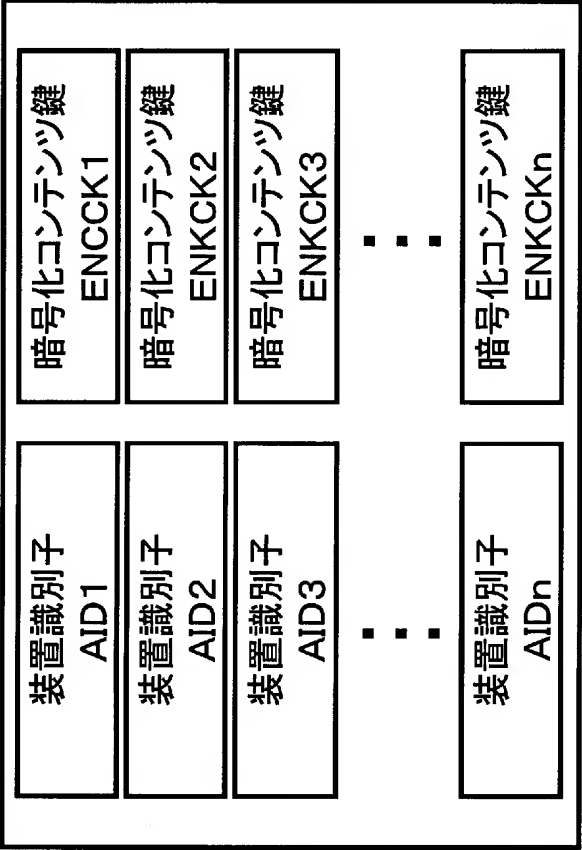 装置識別子
AID1
暗号化コンテンツ鍵
ENCCK1
装置識別子
AID2
暗号化コンテンツ鍵
ENKCK2
装置識別子
AID3
暗号化コンテンツ鍵
ENKCK3
装置識別子
AIDn
暗号化コンテンツ鍵
ENKCKn